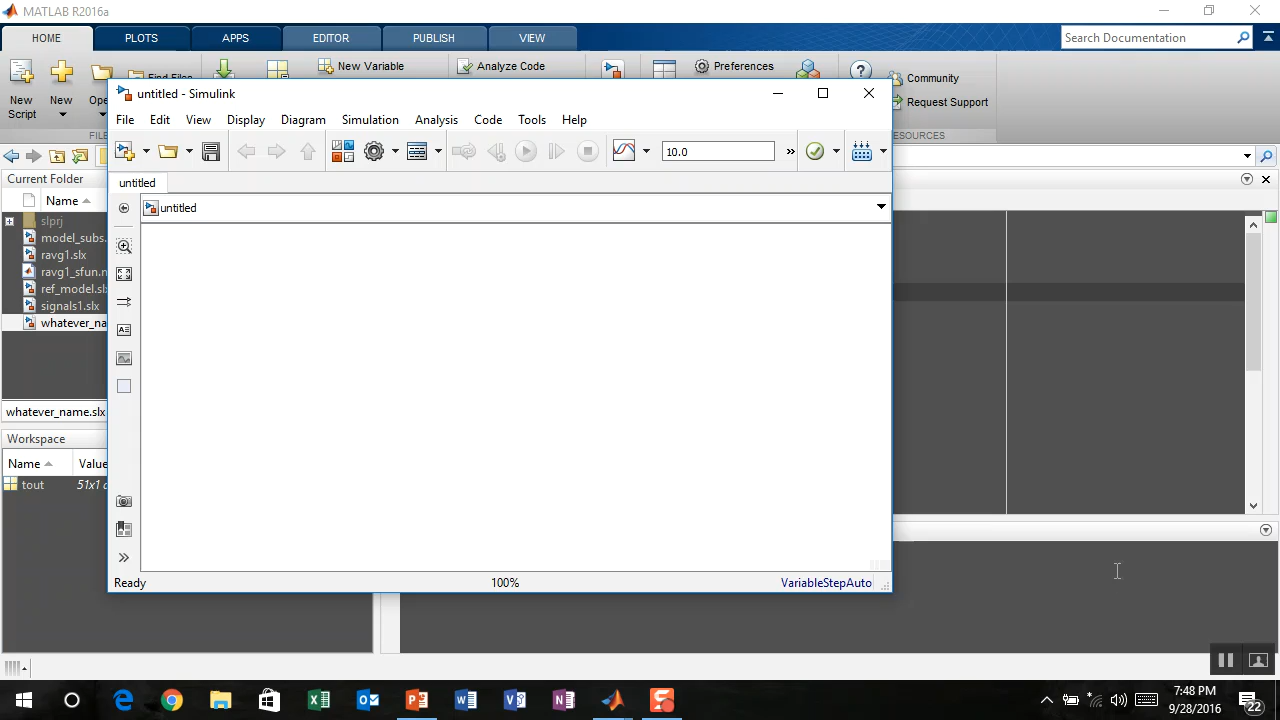 MATLAB R2016a
HOME PLOTS APPS EDITOR PUBLISH VIEW
Search Documentation
Find Files
New Variable
Analyze Code
Preferences
Community
New Script
New
Request Support
untitled - Simulink
File Edit View Display Diagram Simulation Analysis Code Tools Help
10.0
»
Current Folder
untitled
Name
untitled
slprj
model_subs.
ravg1.slx
ravg1_sfun.
ref_model.sl
signals1.slx
whatever_na
whatever_name.slx
Workspace
Name Value
tout 51x1
Ready 100% VariableStepAuto
7:48 PM
9/28/2016
22